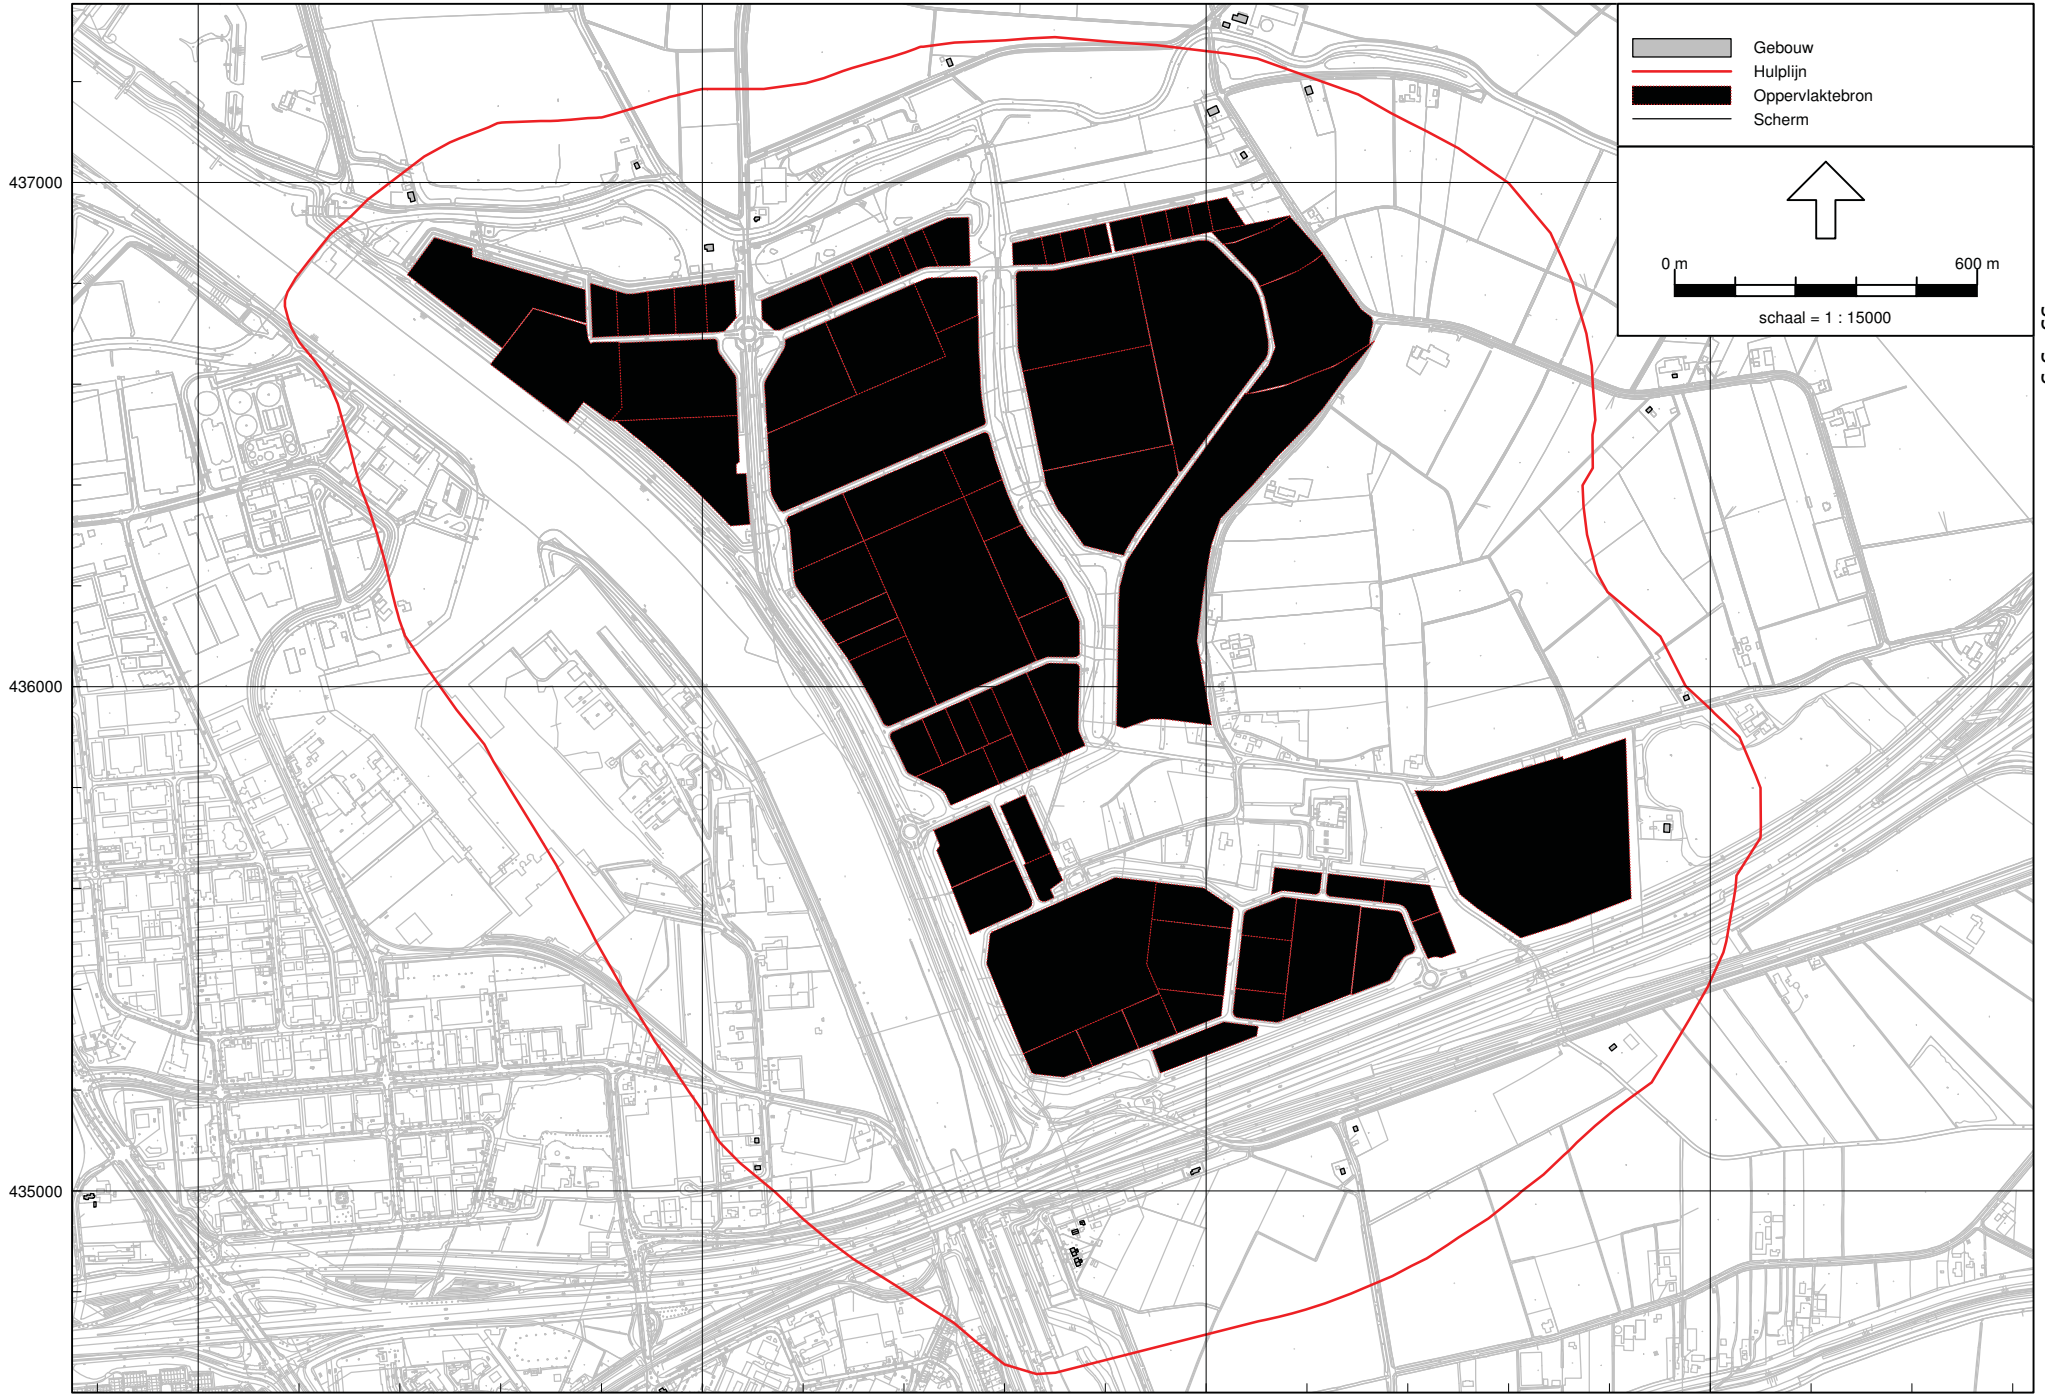 Gebouw
Hulplijn
Oppervlaktebron
Scherm
437000
0 m 600 m
schaal = 1 : 15000
436000
435000